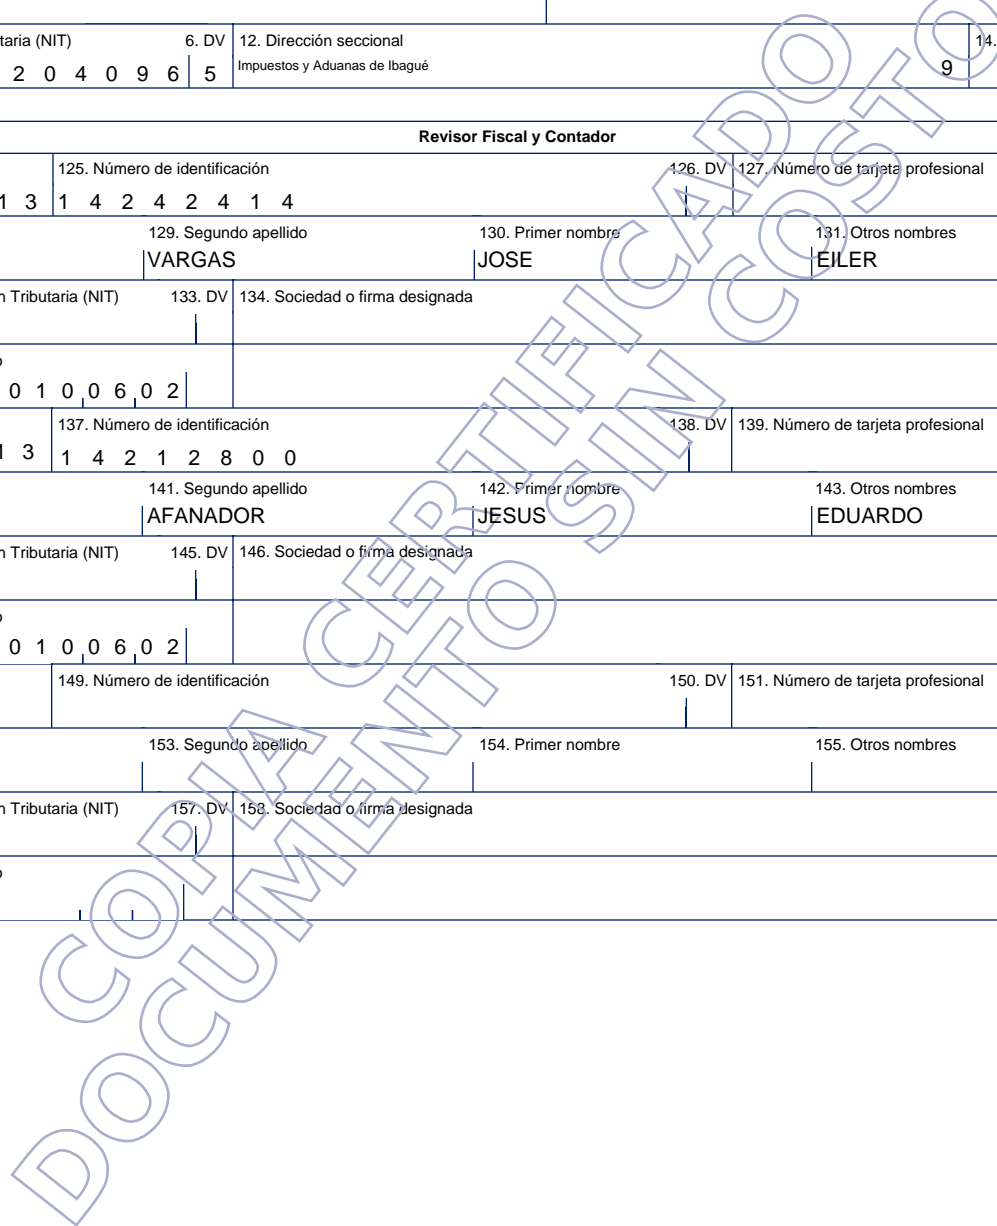 taria (NIT) 6. DV 12. Dirección seccional 14.
2 0 4 0 9 6 5 Impuestos y Aduanas de Ibagué 9
Revisor Fiscal y Contador
125. Número de identificación 126. DV 127. Número de tarjeta profesional
1 3 1 4 2 4 2 4 1 4
129. Segundo apellido 130. Primer nombre 131. Otros nombres
VARGAS JOSE EILER
n Tributaria (NIT) 133. DV 134. Sociedad o firma designada
o
0 1 0 0 6 0 2
137. Número de identificación 138. DV 139. Número de tarjeta profesional
1 3 1 4 2 1 2 8 0 0
141. Segundo apellido 142. Primer nombre 143. Otros nombres
AFANADOR JESUS EDUARDO
n Tributaria (NIT) 145. DV 146. Sociedad o firma designada
o
0 1 0 0 6 0 2
149. Número de identificación 150. DV 151. Número de tarjeta profesional
153. Segundo apellido 154. Primer nombre 155. Otros nombres
n Tributaria (NIT) 157. DV 158. Sociedad o firma designada
o
COPIA CERTIFICADO
DOCUMENTO SIN COSTO